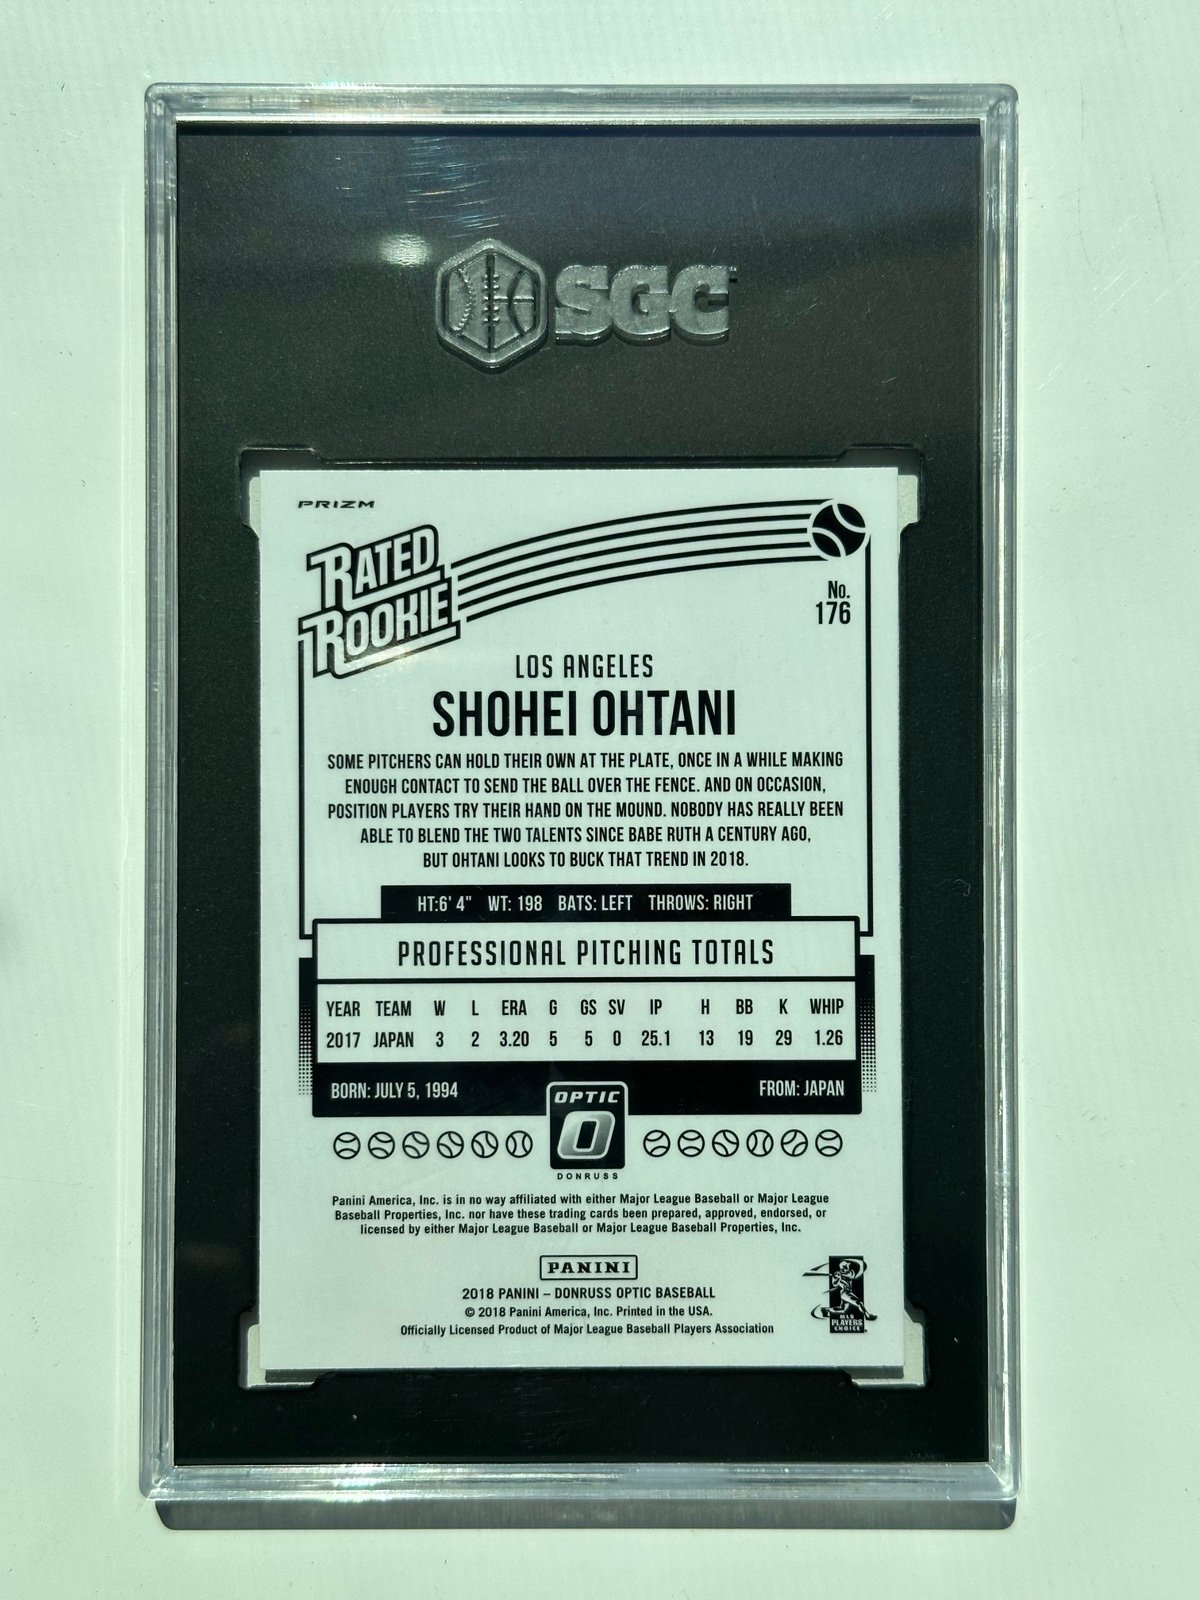 SGC
PRIZM
RATED
ROOKIE
No.
176
LOS ANGELES
SHOHEI OHTANI
SOME PITCHERS CAN HOLD THEIR OWN AT THE PLATE, ONCE IN A WHILE MAKING
ENOUGH CONTACT TO SEND THE BALL OVER THE FENCE. AND ON OCCASION,
POSITION PLAYERS TRY THEIR HAND ON THE MOUND. NOBODY HAS REALLY BEEN
ABLE TO BLEND THE TWO TALENTS SINCE BABE RUTH A CENTURY AGO,
BUT OHTANI LOOKS TO BUCK THAT TREND IN 2018.
HT:6' 4" WT: 198 BATS: LEFT THROWS: RIGHT
PROFESSIONAL PITCHING TOTALS
YEAR TEAM W L ERA G GS SV IP H BB K WHIP
2017 JAPAN 3 2 3.20 5 5 0 25.1 13 19 29 1.26
BORN: JULY 5, 1994 FROM: JAPAN
OPTIC
O
DONRUSS
Panini America, Inc. is in no way affiliated with either Major League Baseball or Major League
Baseball Properties, Inc. nor have these trading cards been prepared, approved, endorsed, or
licensed by either Major League Baseball or Major League Baseball Properties, Inc.
PANINI
2018 PANINI – DONRUSS OPTIC BASEBALL
© 2018 Panini America, Inc. Printed in the USA.
Officially Licensed Product of Major League Baseball Players Association
MLB
PLAYERS
CHOICE